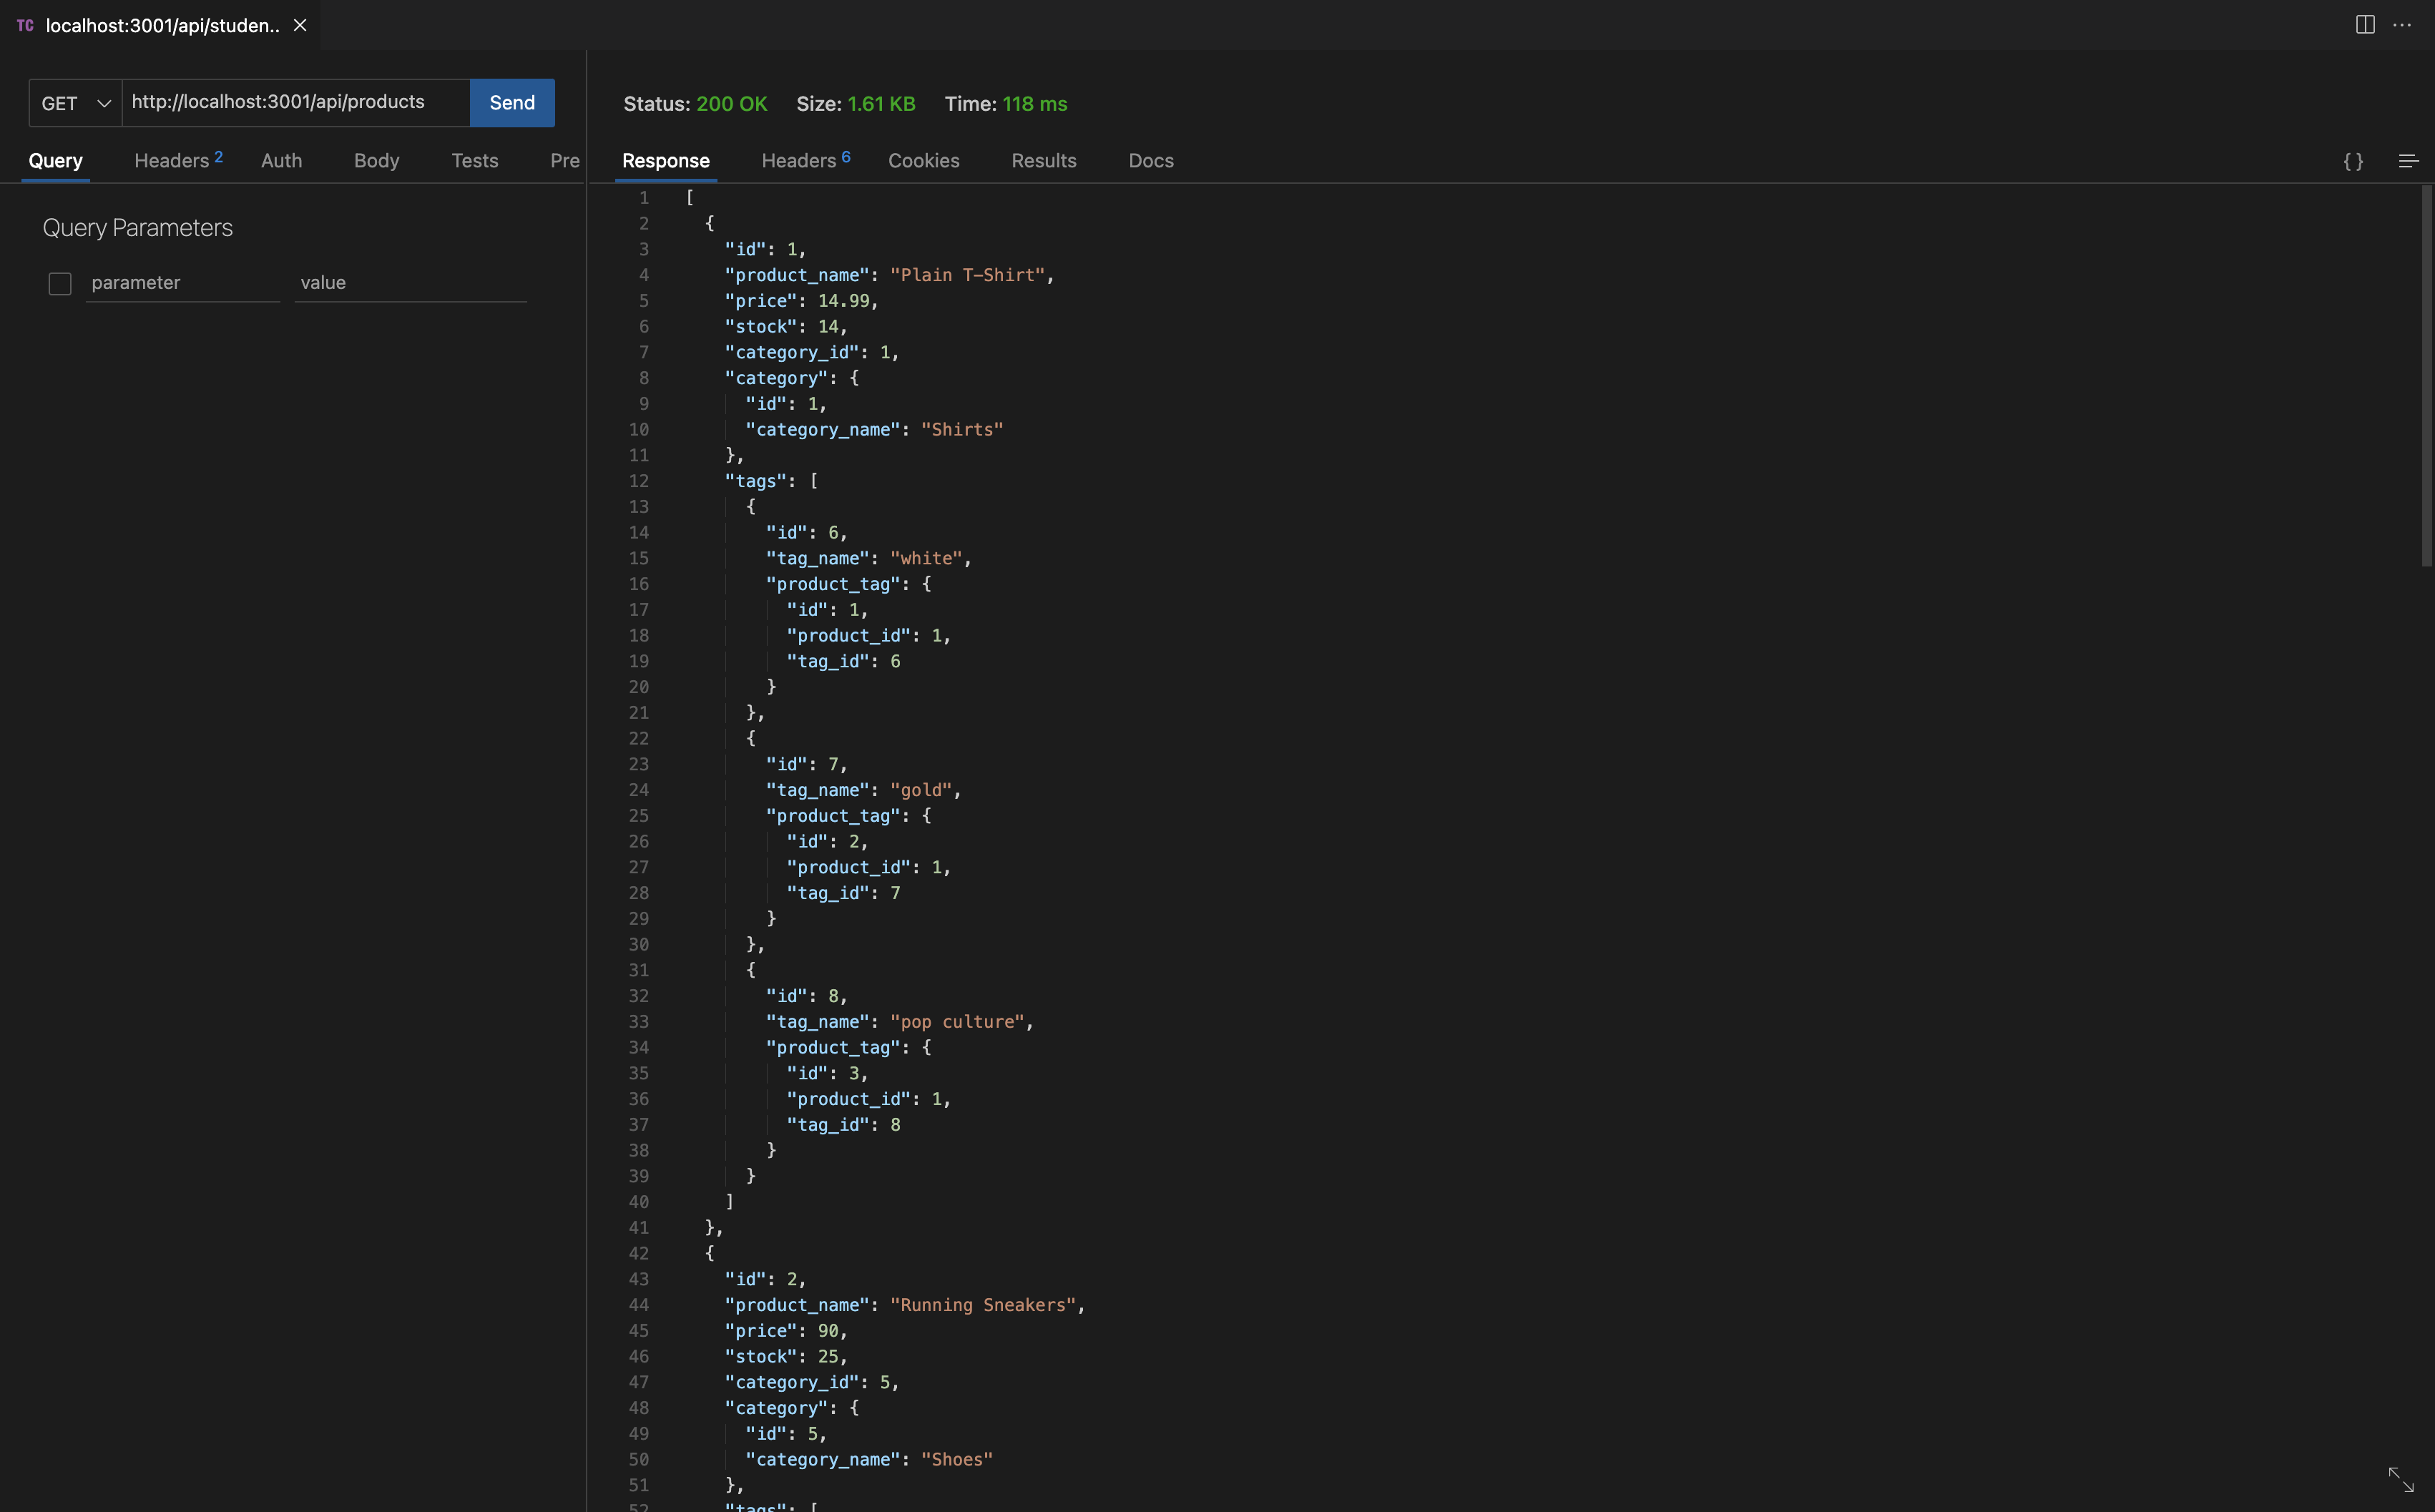 TC localhost:3001/api/studen..
GET http://localhost:3001/api/products Send
Status: 200 OK Size: 1.61 KB Time: 118 ms
Query Headers 2 Auth Body Tests Pre
Response Headers 6 Cookies Results Docs {}
Query Parameters
parameter value
1 [
2 {
3 "id": 1,
4 "product_name": "Plain T-Shirt",
5 "price": 14.99,
6 "stock": 14,
7 "category_id": 1,
8 "category": {
9 "id": 1,
10 "category_name": "Shirts"
11 },
12 "tags": [
13 {
14 "id": 6,
15 "tag_name": "white",
16 "product_tag": {
17 "id": 1,
18 "product_id": 1,
19 "tag_id": 6
20 }
21 },
22 {
23 "id": 7,
24 "tag_name": "gold",
25 "product_tag": {
26 "id": 2,
27 "product_id": 1,
28 "tag_id": 7
29 }
30 },
31 {
32 "id": 8,
33 "tag_name": "pop culture",
34 "product_tag": {
35 "id": 3,
36 "product_id": 1,
37 "tag_id": 8
38 }
39 }
40 ]
41 },
42 {
43 "id": 2,
44 "product_name": "Running Sneakers",
45 "price": 90,
46 "stock": 25,
47 "category_id": 5,
48 "category": {
49 "id": 5,
50 "category_name": "Shoes"
51 },
52 "tags": [